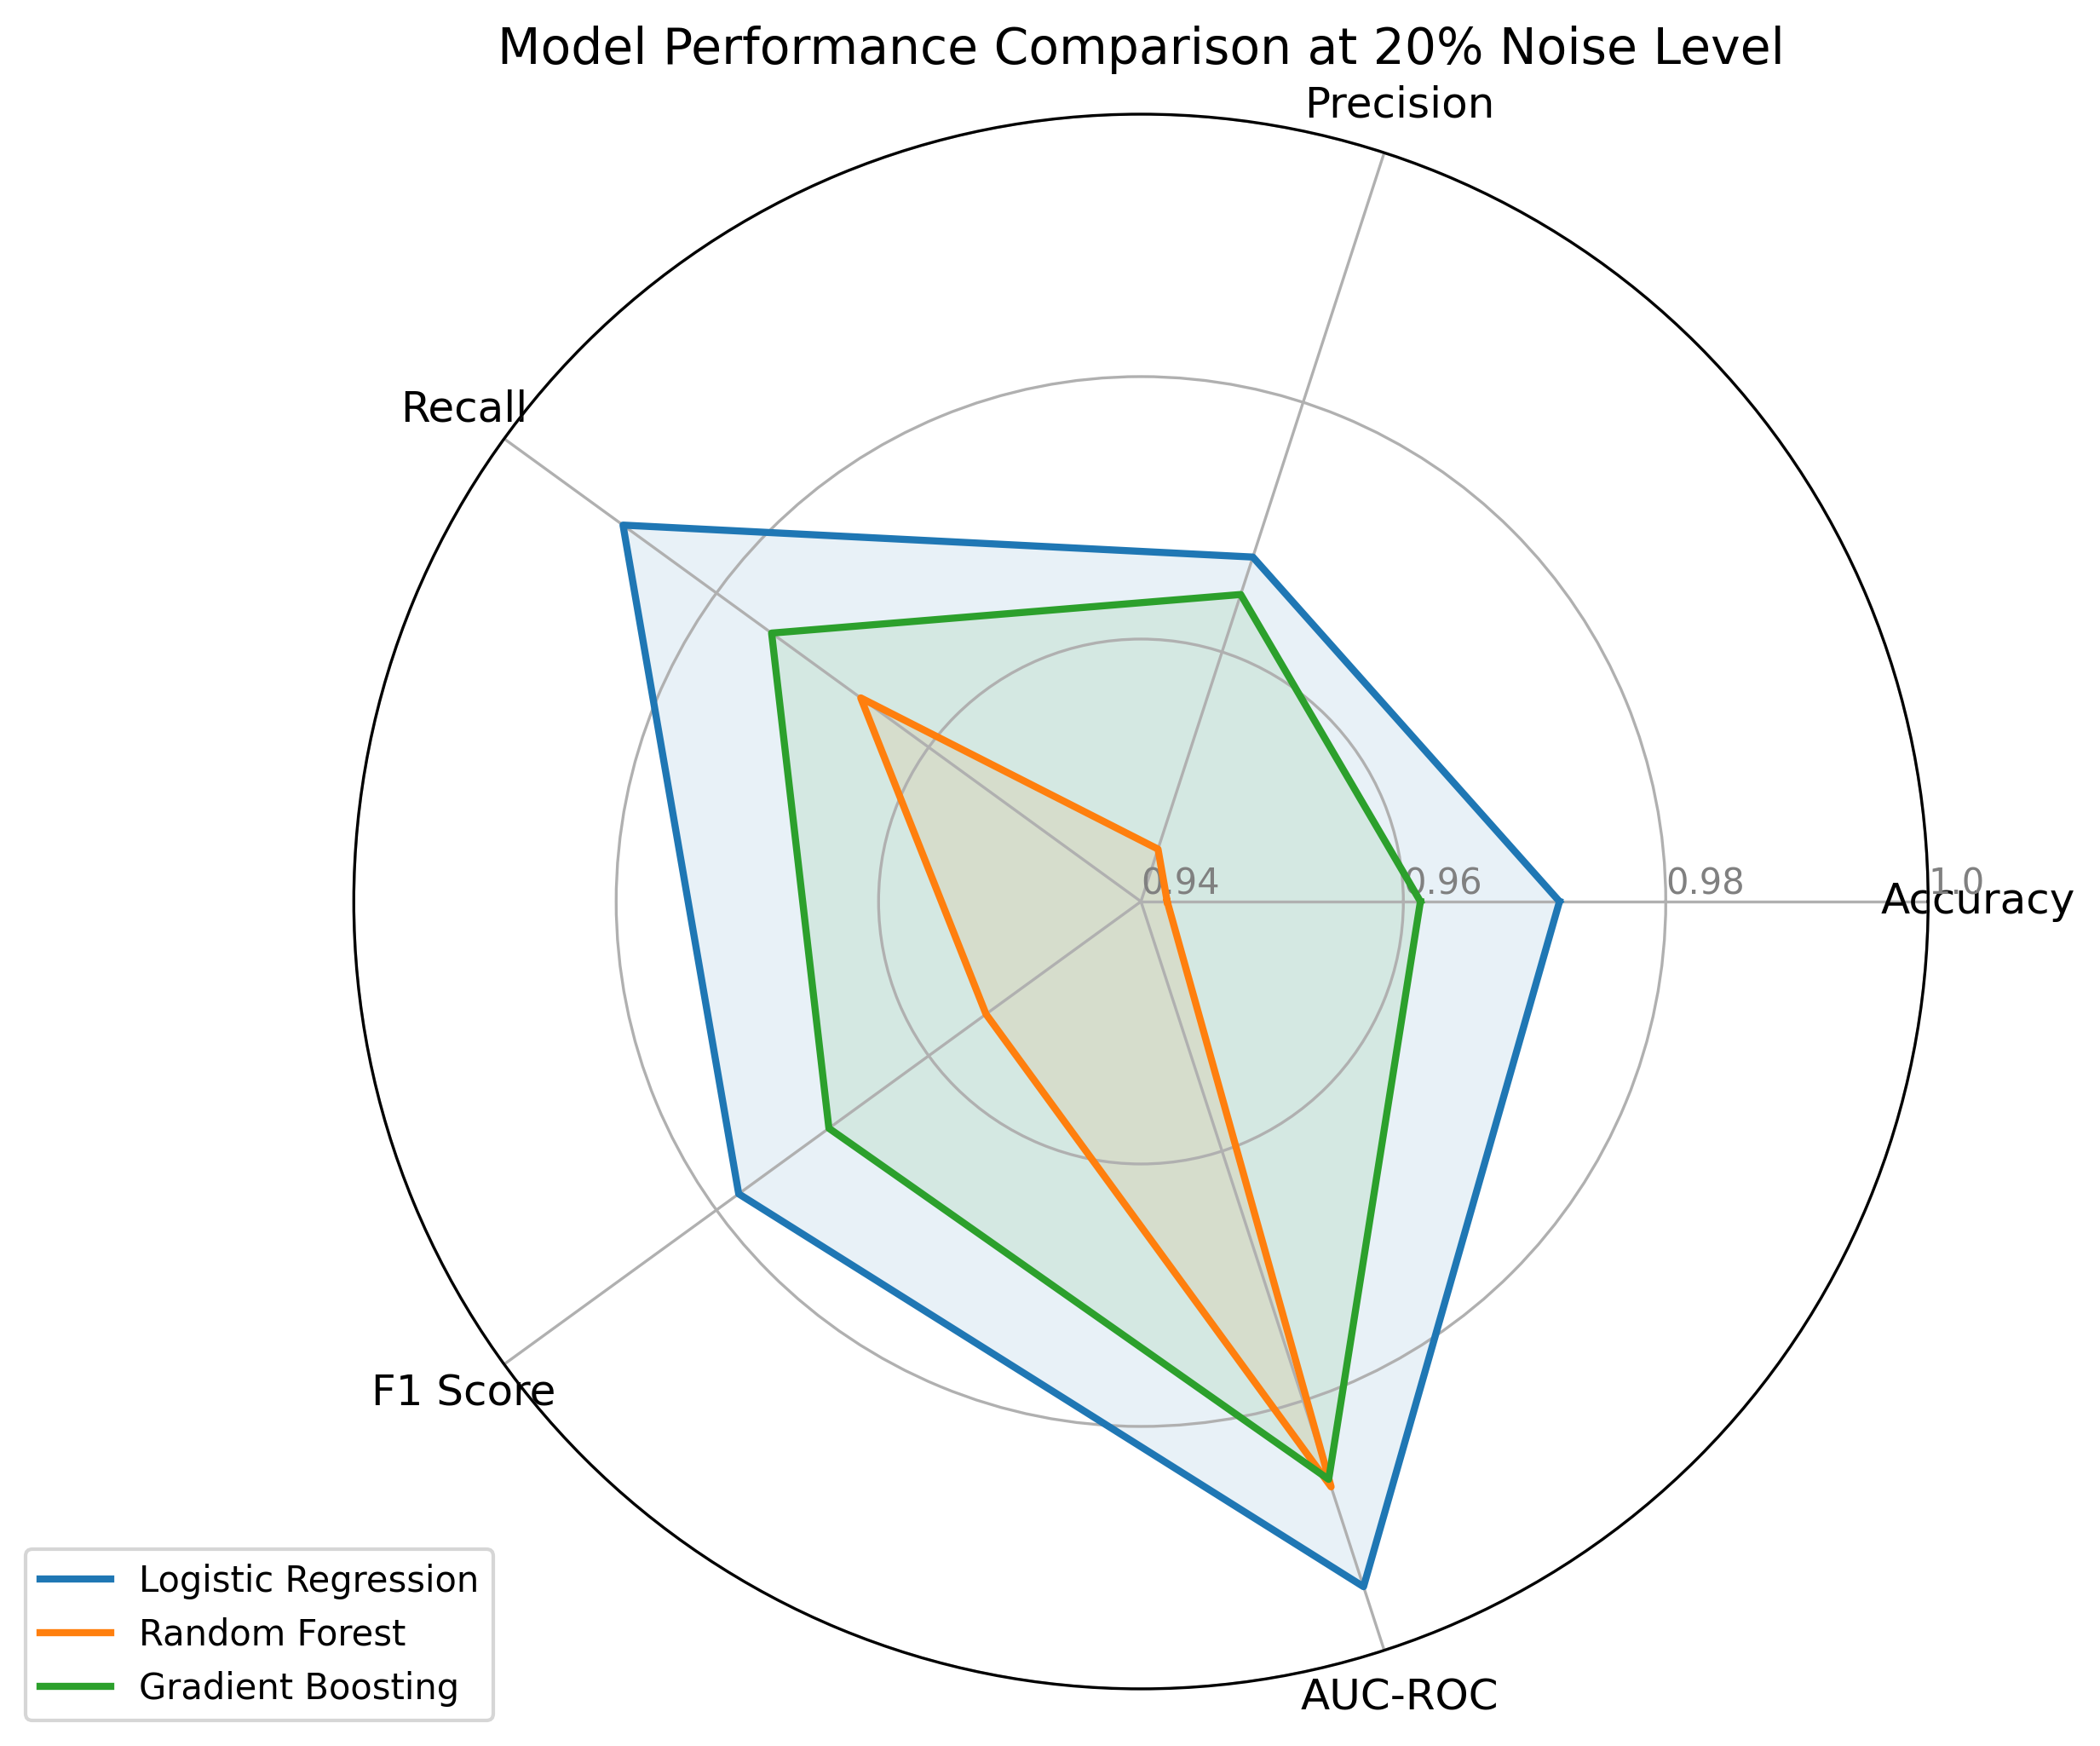 Model Performance Comparison at 20% Noise Level
Precision
Recall
0.94
0.96
0.98
1.0
Accuracy
F1 Score
AUC-ROC
Logistic Regression
Random Forest
Gradient Boosting